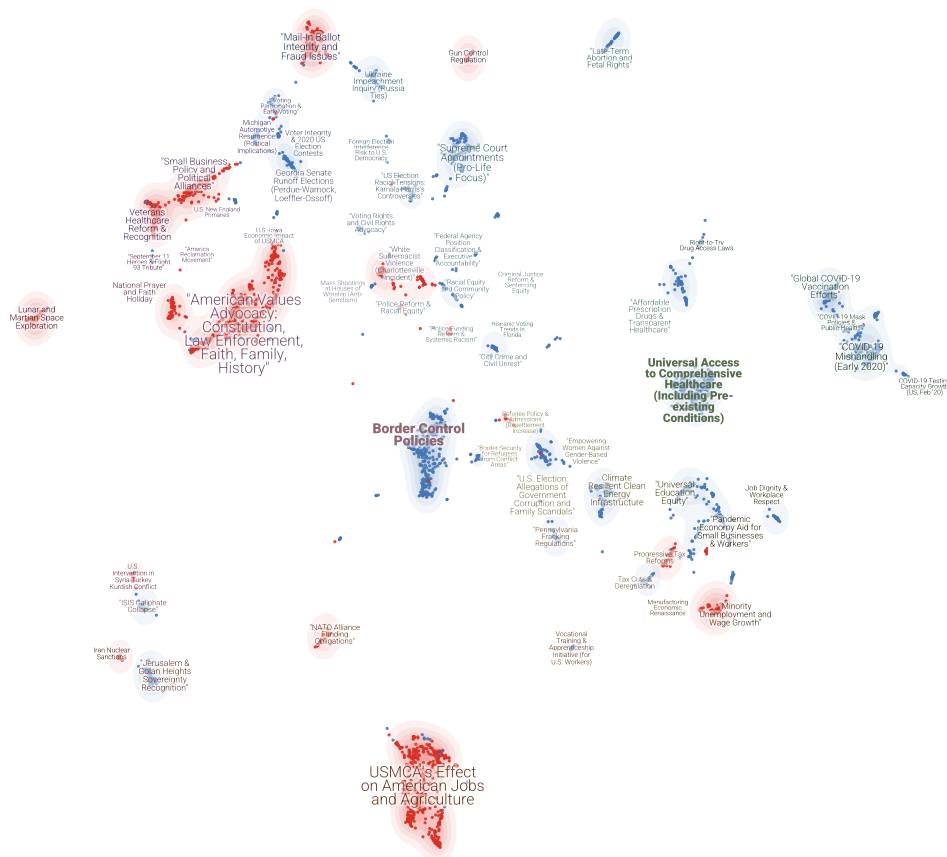 "Mail-In Ballot
Integrity and
Fraud Issues"
Gun Control
Regulation
"Late-Term
Abortion and
Fetal Rights"
Ukraine
Impeachment
Inquiry (Russia
Ties)
"Voting
Participation &
Early Voting"
Michigan
Automotive
Resurgence
(Political
Implications)
Voter Integrity
& 2020 US
Election
Contests
Foreign Election
Interference
Risk to U.S.
Democracy
"Supreme Court
Appointments
(Pro-Life
Focus)"
"Small Business
Policy and
Political
Alliances"
Georgia Senate
Runoff Elections
(Perdue-Warnock,
Loeffler-Ossoff)
"US Election
Racial Tensions:
Kamala Harris's
Controversies"
Veterans
Healthcare
Reform &
Recognition
U.S. New England
Primaries
"Voting Rights
and Civil Rights
Advocacy"
U.S.-Iowa
Economic Impact
of USMCA
"Federal Agency
Position
Classification &
Executive
Accountability"
Right-to-Try
Drug Access Laws
"September 11
Heroes & Flight
93 Tribute"
"America
Reclamation
Movement"
"White
Supremacist
Violence
(Charlottesville
Incident)"
Mass Shootings
at Houses of
Worship (Anti-
Semitism)
Racial Equity
and Community
Policy"
Criminal Justice
Reform &
Sentencing
Equity
National Prayer
and Faith
Holiday
"Global COVID-19
Vaccination
Efforts"
"American Values
Advocacy:
Constitution,
Law Enforcement,
Faith, Family,
History"
"Police Reform &
Racial Equity"
"Affordable
Prescription
Drugs &
Transparent
Healthcare"
Lunar and
Martian Space
Exploration
"COVID-19 Mask
Policies &
Public Health"
"Police Funding
Reform &
Systemic Racism"
Hispanic Voting
Trends in
Florida
"COVID-19
Mishandling
(Early 2020)"
"City Crime and
Civil Unrest"
Universal Access
to Comprehensive
Healthcare
(Including Pre-
existing
Conditions)
COVID-19 Testing
Capacity Growth
(US, Feb '20)
Border Control
Policies
Refugee Policy &
Admissions
(Resettlement
Increase)
"Border Security
for Refugees
from Conflict
Areas"
"Empowering
Women Against
Gender-Based
Violence"
"U.S. Election:
Allegations of
Government
Corruption and
Family Scandals"
Climate
Resilient Clean
Energy
Infrastructure
"Universal
Education
Equity"
Job Dignity &
Workplace
Respect
"Pandemic
Economy Aid for
Small Businesses
& Workers"
"Pennsylvania
Fracking
Regulations"
Progressive Tax
Reforms
Tax Cuts &
Deregulation
U.S.
Intervention in
Syria-Turkey
Kurdish Conflict
"ISIS Caliphate
Collapse"
Manufacturing
Economic
Renaissance
"Minority
Unemployment and
Wage Growth"
"NATO Alliance
Funding
Obligations"
Vocational
Training &
Apprenticeship
Initiative (for
U.S. Workers)
Iran Nuclear
Sanctions
"Jerusalem &
Golan Heights
Sovereignty
Recognition"
USMCA's Effect
on American Jobs
and Agriculture